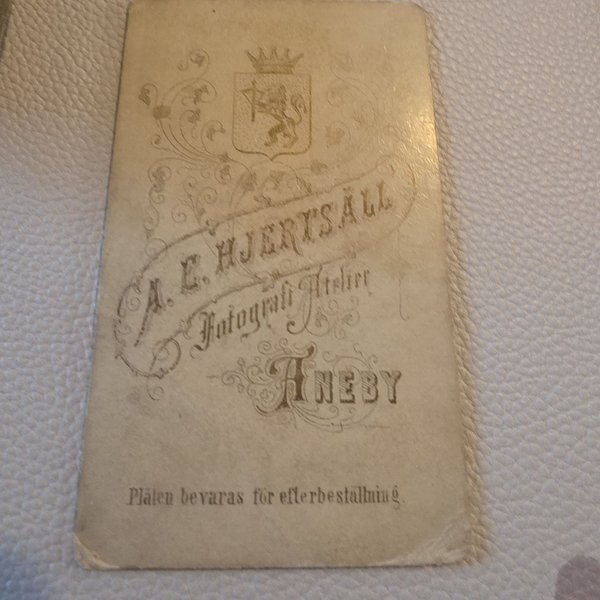 A. E. HJERTSÄLL
Fotografi Atelier
ANEBY
Plåten bevaras för efterbeställning.